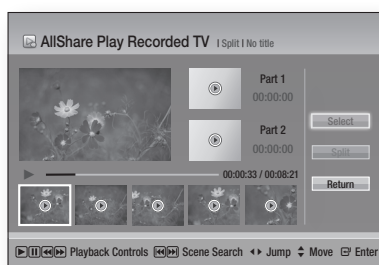 AllShare Play Recorded TV | Split | No title
Part 1
00:00:00
Part 2
00:00:00
Select
Split
Return
00:00:33 / 00:08:21
Playback Controls Scene Search Jump Move Enter